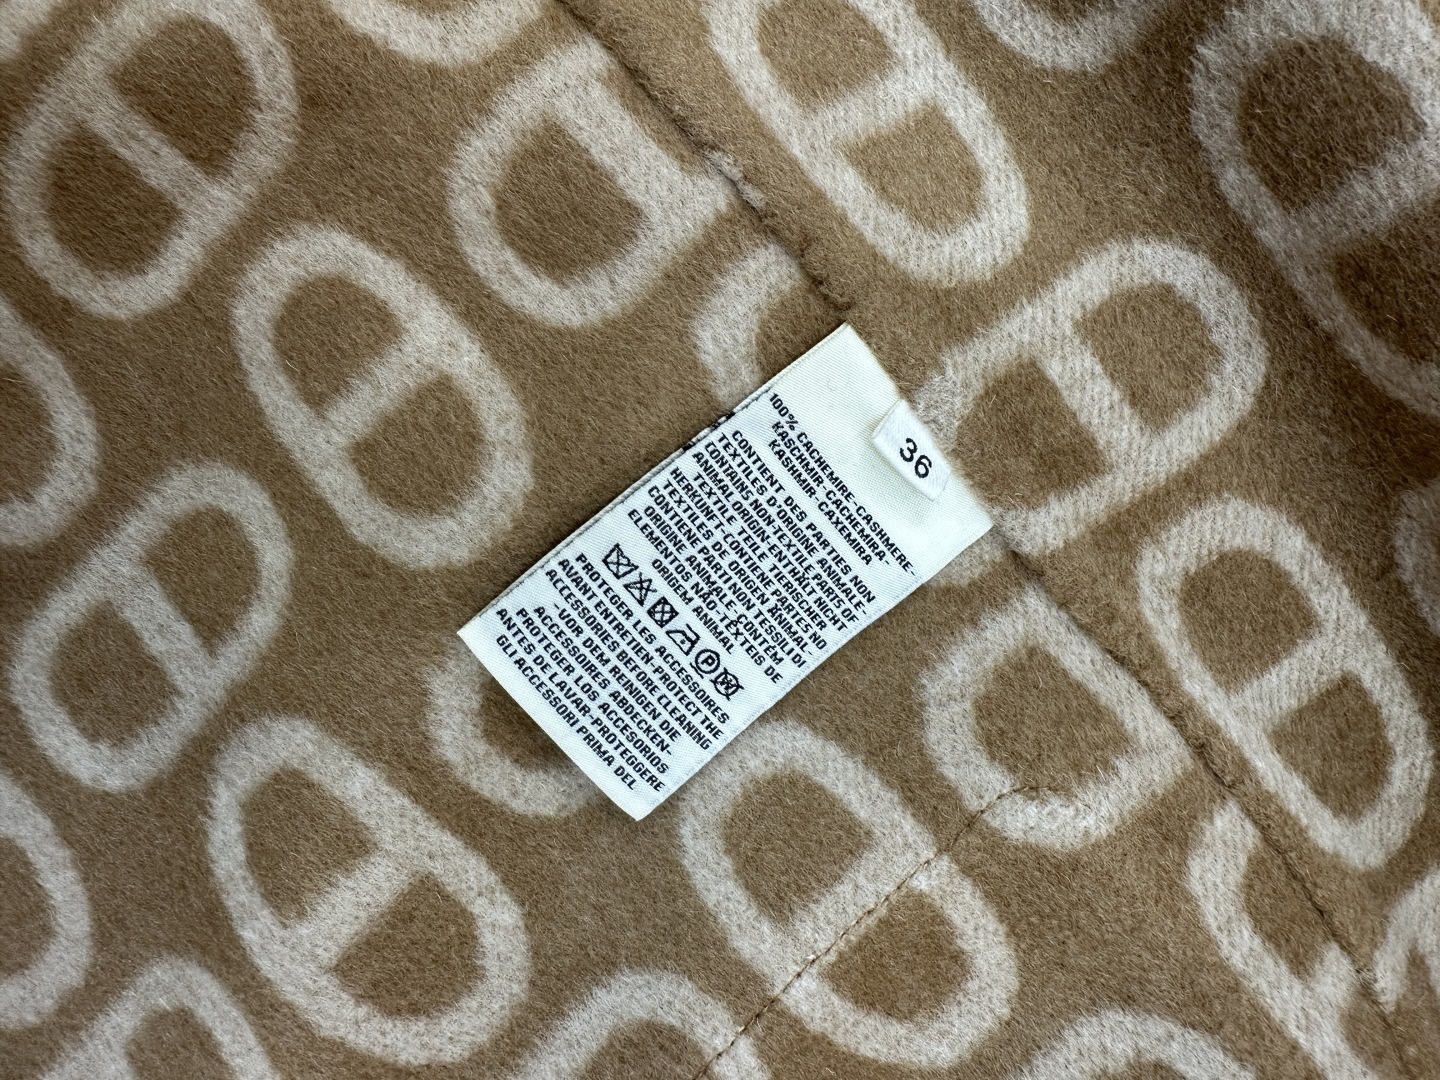 36
100% CACHEMIRE-CASHMERE-
KASCHMIR-CACHEMIRA-
KASHMIR-CAXEMIRA
CONTIENT DES PARTIES NON
TEXTILES D'ORIGINE ANIMALE-
CONTAINS NON-TEXTILE PARTS OF
ANIMAL ORIGIN-ENTHÄLT NICHT
TEXTILE TEILE TIERISCHER
HERKUNFT-CONTIENE PARTES NO
TEXTILES DE ORIGEN ANIMAL-
CONTIENE PARTI NON TESSILI DI
ORIGINE ANIMALE-CONTÉM
ELEMENTOS NÃO-TÊXTEIS DE
ORIGEM ANIMAL
P W
PROTEGER LES ACCESSOIRES
AVANT ENTRETIEN-PROTECT THE
ACCESSORIES BEFORE CLEANING
-VOR DEM REINIGEN DIE
ACCESSOIRES ABDECKEN-
PROTEGER LOS ACCESORIOS
ANTES DE LAVAR-PROTEGGERE
GLI ACCESSORI PRIMA DEL